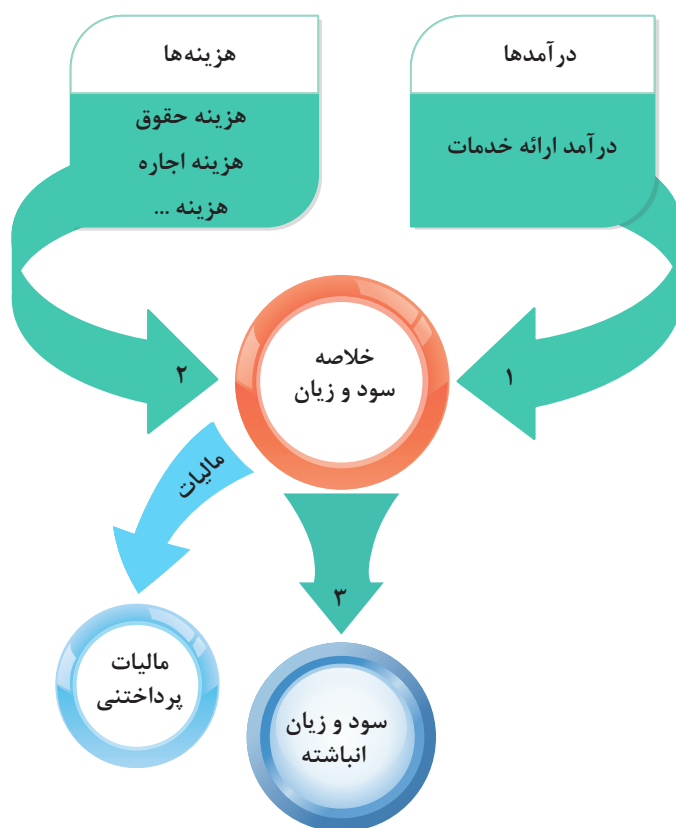 درآمدها
درآمد ارائه خدمات
هزینه‌ها
هزینه حقوق
هزینه اجاره
هزینه ...
۱
۲
خلاصه
سود و زیان
مالیات
۳
مالیات
پرداختنی
سود و زیان
انباشته